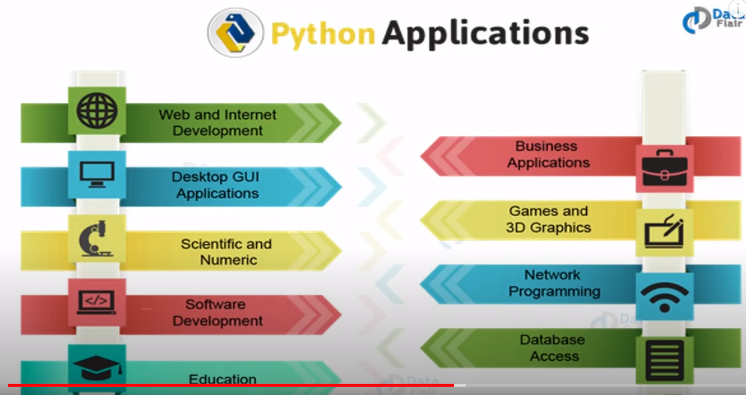 Python Applications
Data
Flair
Web and Internet
Development
Desktop GUI
Applications
Scientific and
Numeric
Software
Development
Education
Business
Applications
Games and
3D Graphics
Network
Programming
Database
Access